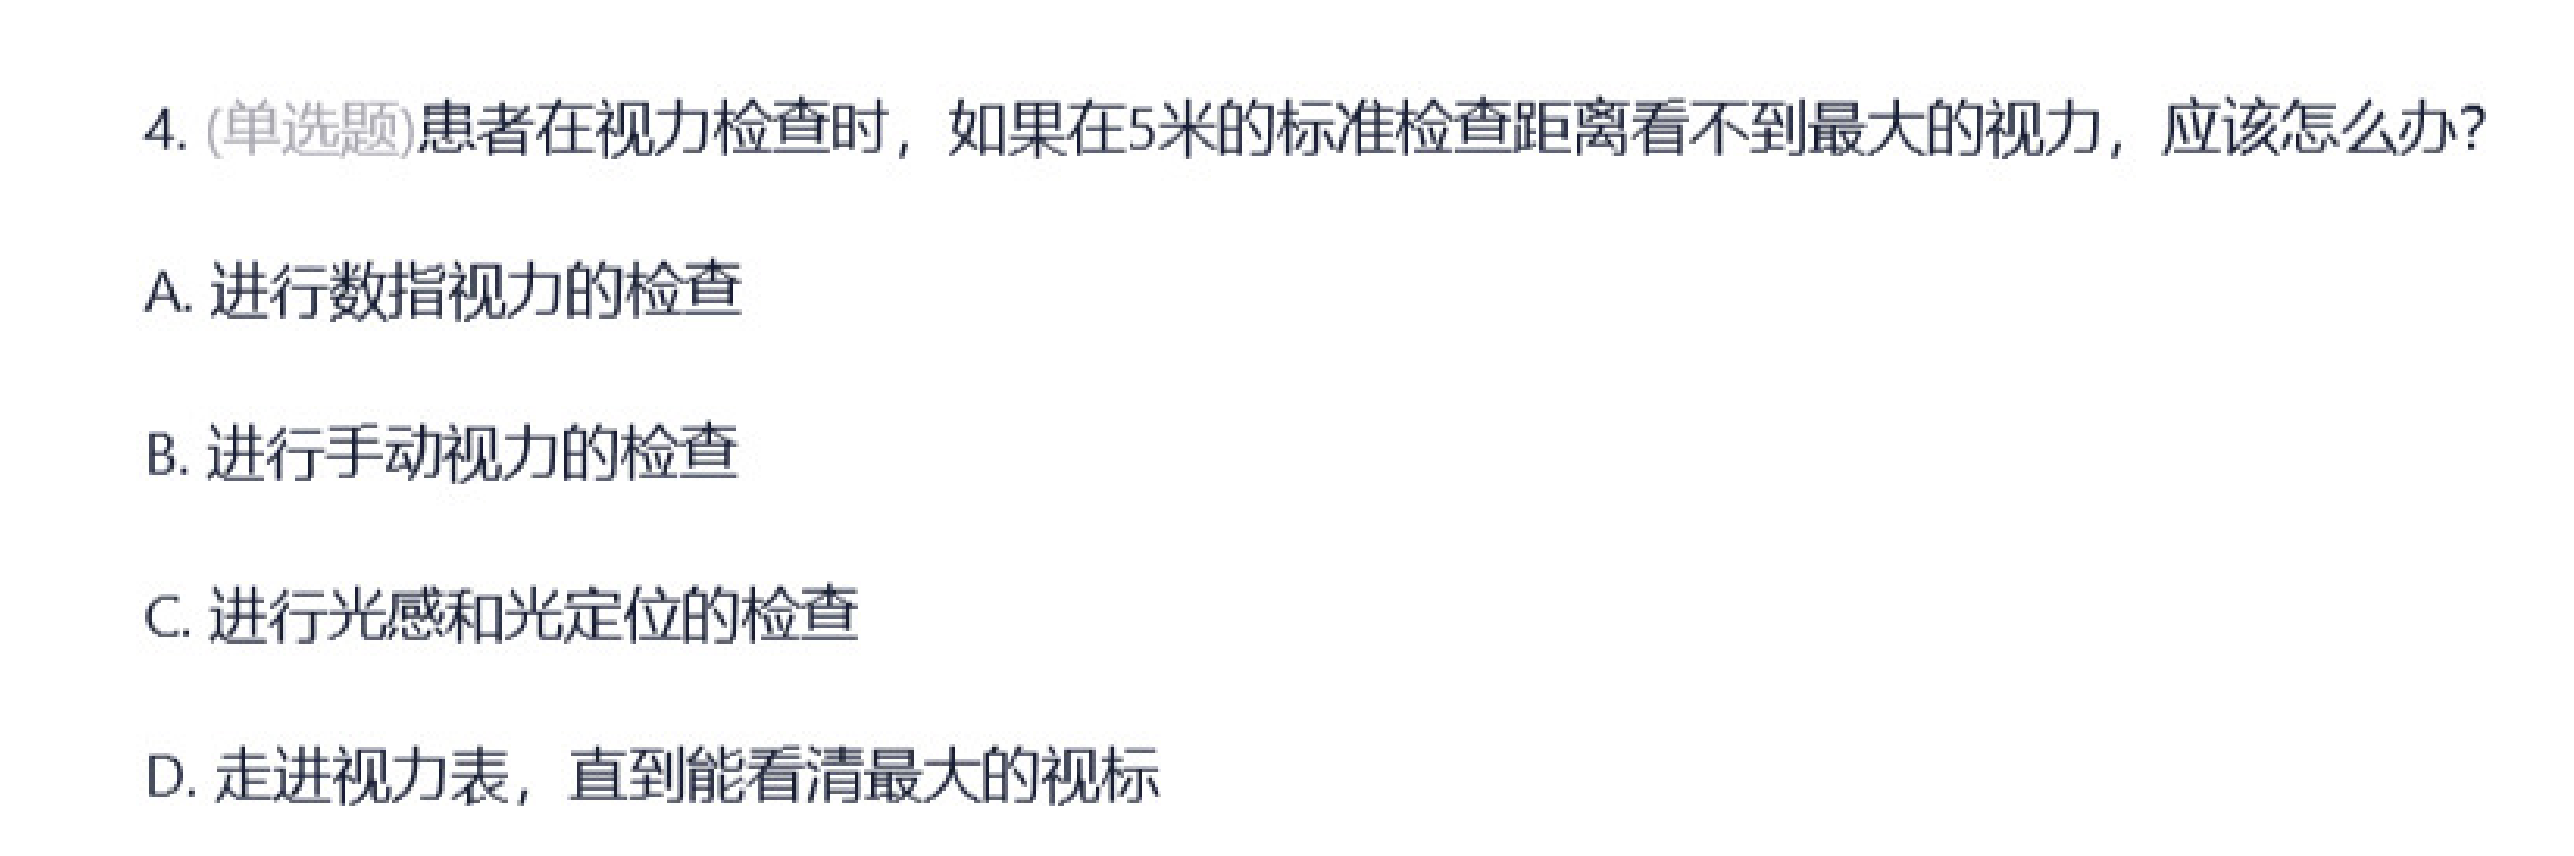 4. (单选题)患者在视力检查时，如果在5米的标准检查距离看不到最大的视力，应该怎么办?
A. 进行数指视力的检查
B. 进行手动视力的检查
C. 进行光感和光定位的检查
D. 走进视力表，直到能看清最大的视标